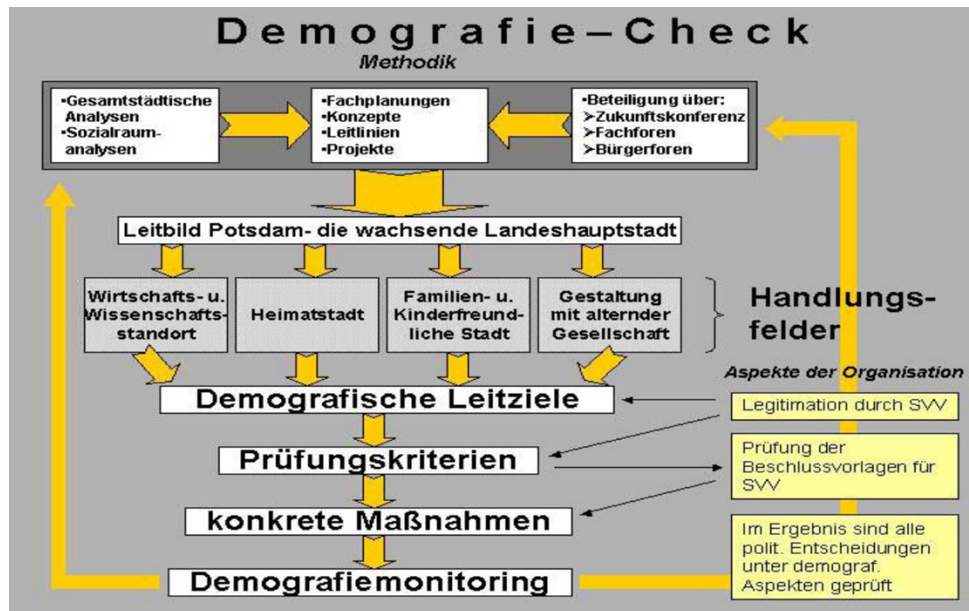 Demografie–Check
Methodik
▪Gesamtstädtische
Analysen
▪Sozialraum-
analysen
▪Fachplanungen
▪Konzepte
▪Leitlinien
▪Projekte
▪Beteiligung über:
➢Zukunftskonferenz
➢Fachforen
➢Bürgerforen
Leitbild Potsdam- die wachsende Landeshauptstadt
Wirtschafts- u.
Wissenschafts-
standort
Heimatstadt
Familien- u.
Kinderfreund-
liche Stadt
Gestaltung
mit alternder
Gesellschaft
Handlungs-
felder
Aspekte der Organisation
Demografische Leitziele
Legitimation durch SVV
Prüfungskriterien
Prüfung der
Beschlussvorlagen für
SVV
konkrete Maßnahmen
Im Ergebnis sind alle
polit. Entscheidungen
unter demograf.
Aspekten geprüft
Demografiemonitoring